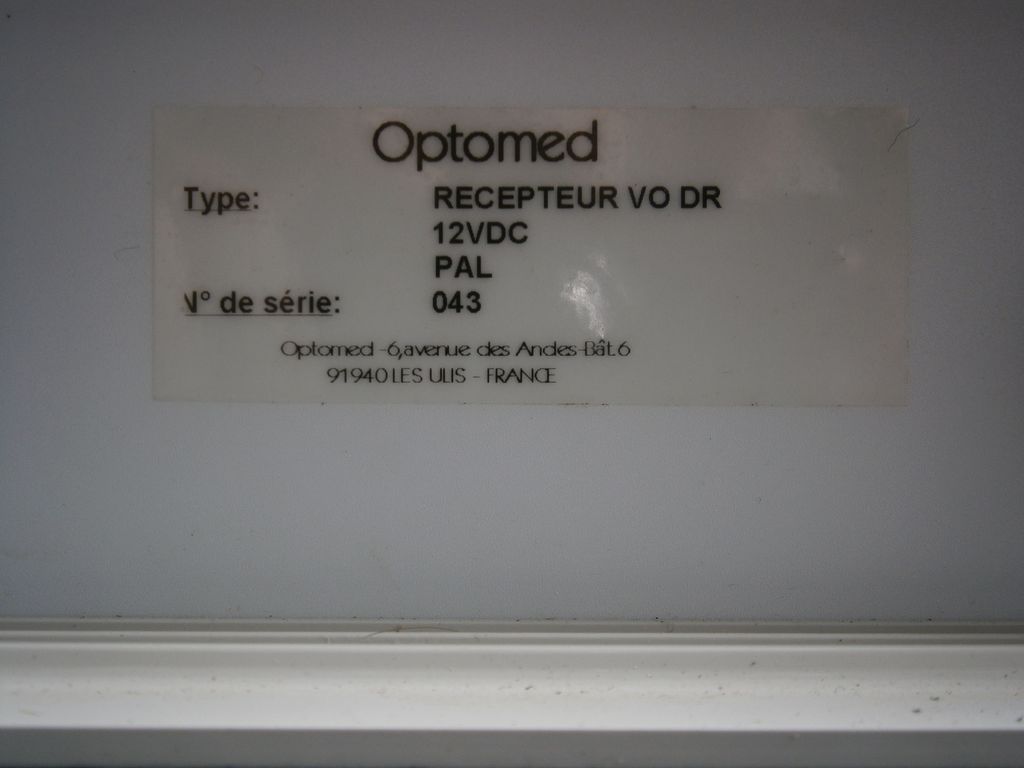 Optomed
Type: RECEPTEUR VO DR
12VDC
PAL
N° de série: 043
Optomed -6,avenue des Andes-Bât.6
91940 LES ULIS - FRANCE